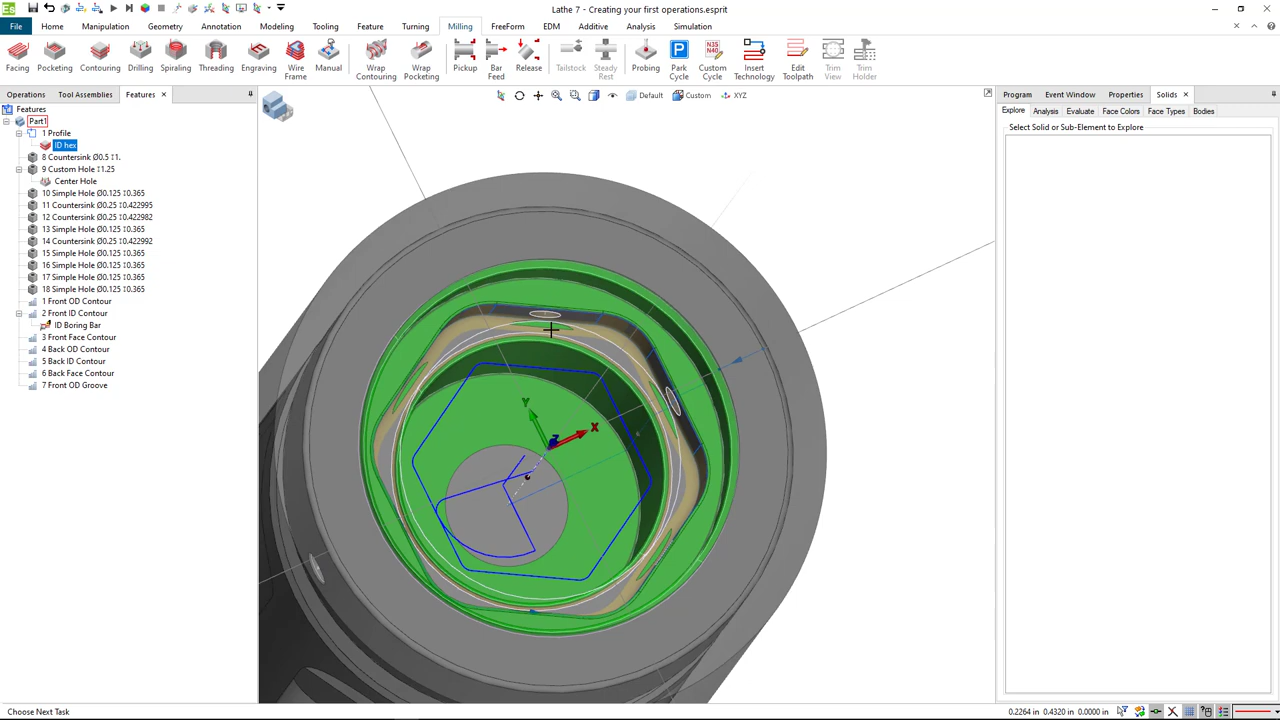 Lathe 7 - Creating your first operations.esprit
File Home Manipulation Geometry Turning Annotation Modeling Tooling Feature Turning Milling FreeForm EDM Additive Analysis Simulation
Facing Pocketing Contouring Drilling Spiraling Threading Engraving Wire Frame Manual Wrap Contouring Wrap Pocketing Pickup Bar Feed Release Tailstock Steady Rest Probing Park Cycle Custom Cycle Insert Technology Edit Toolpath Trim View Trim Holder
Operations Tool Assemblies Features
Default Custom XYZ
Program Event Window Properties Solids
Explore Analysis Evaluate Face Colors Face Types Bodies
Select Solid or Sub-Element to Explore
Features
Part1
1 Profile
ID hex
8 Countersink Ø0.5 ↧1.
9 Custom Hole ↧1.25
Center Hole
10 Simple Hole Ø0.125 ↧0.365
11 Countersink Ø0.25 ↧0.422995
12 Countersink Ø0.25 ↧0.422982
13 Simple Hole Ø0.125 ↧0.365
14 Countersink Ø0.25 ↧0.422992
15 Simple Hole Ø0.125 ↧0.365
16 Simple Hole Ø0.125 ↧0.365
17 Simple Hole Ø0.125 ↧0.365
18 Simple Hole Ø0.125 ↧0.365
1 Front OD Contour
2 Front ID Contour
ID Boring Bar
3 Front Face Contour
4 Back OD Contour
5 Back ID Contour
6 Back Face Contour
7 Front OD Groove
Y
X
Z
Choose Next Task
0.2264 in 0.4320 in 0.0000 in